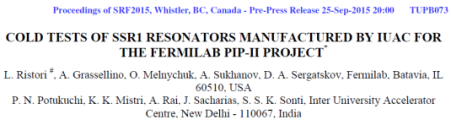 Proceedings of SRF2015, Whistler, BC, Canada - Pre-Press Release 25-Sep-2015 20:00 TUPB073
COLD TESTS OF SSR1 RESONATORS MANUFACTURED BY IUAC FOR
THE FERMILAB PIP-II PROJECT*
L. Ristori #, A. Grassellino, O. Melnychuk, A. Sukhanov, D. A. Sergatskov, Fermilab, Batavia, IL
60510, USA
P. N. Potukuchi, K. K. Mistri, A. Rai, J. Sacharias, S. S. K. Sonti, Inter University Accelerator
Centre, New Delhi - 110067, India